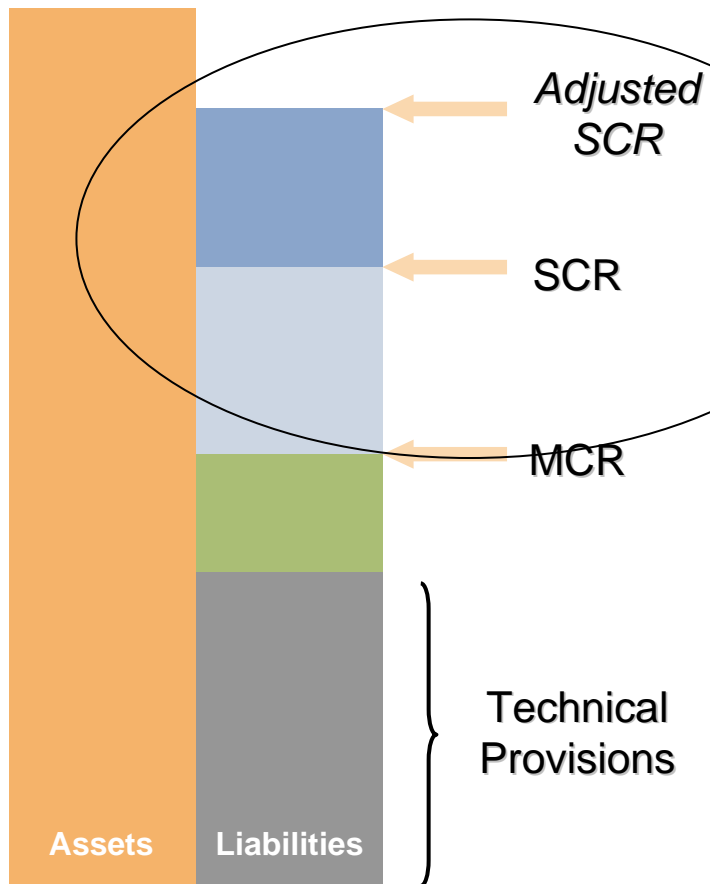 Adjusted
SCR
SCR
MCR
Technical
Provisions
Assets
Liabilities